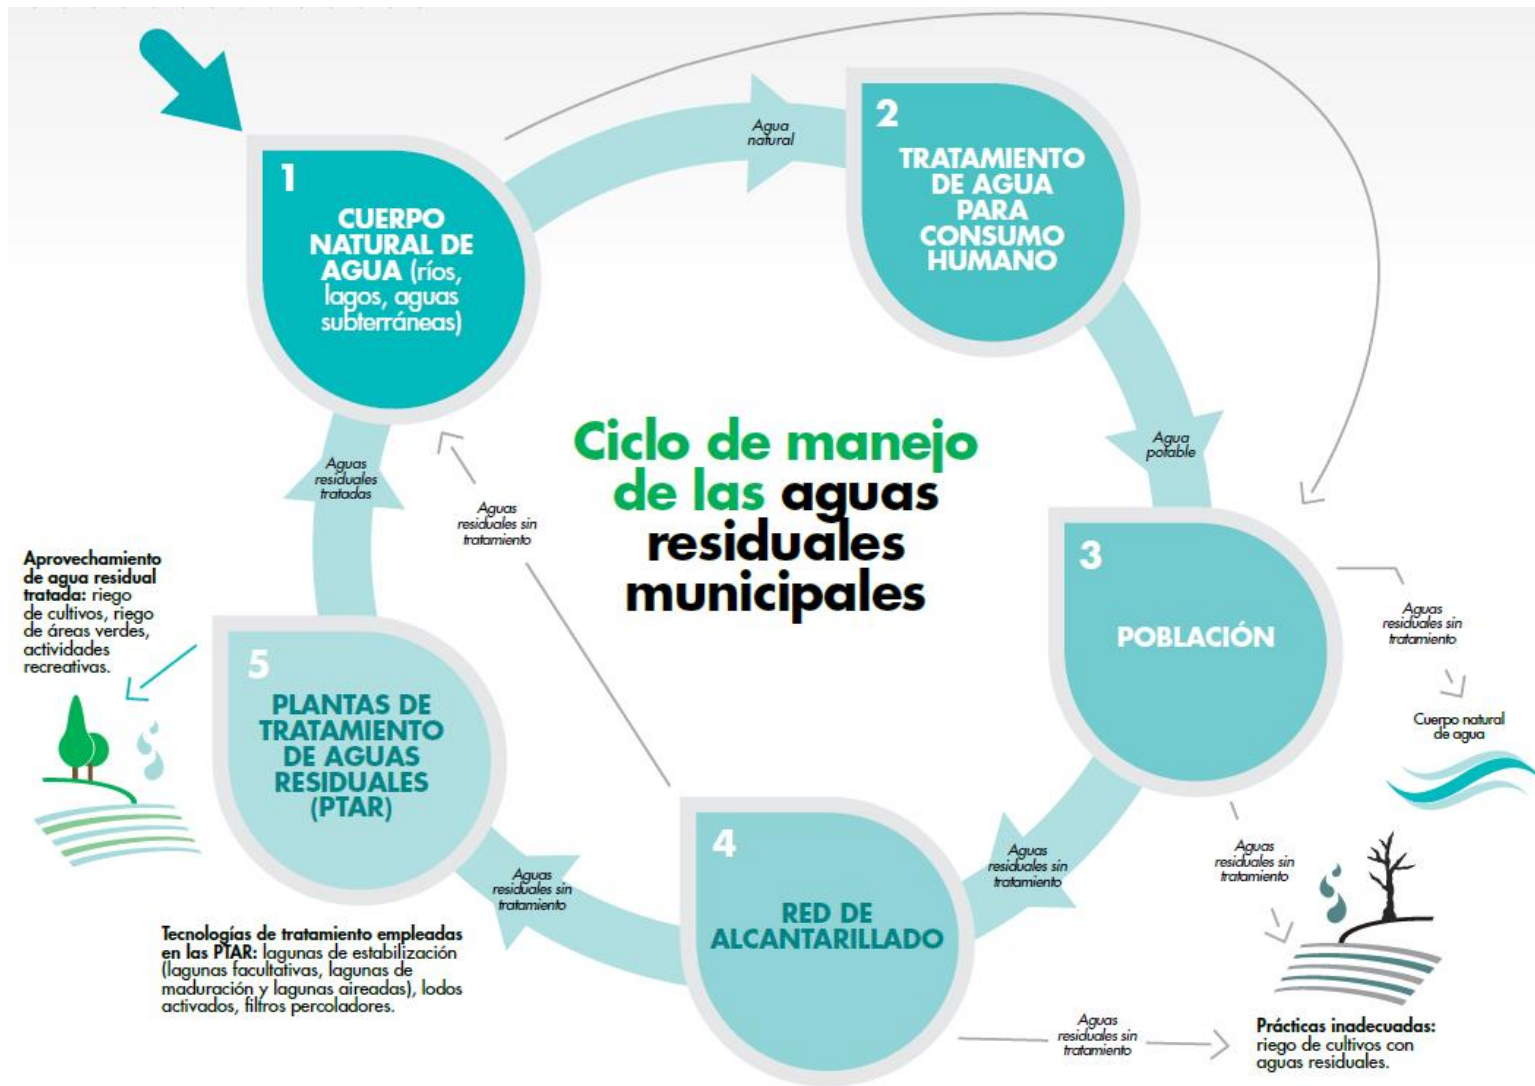 1
CUERPO
NATURAL DE
AGUA (ríos,
lagos, aguas
subterráneas)
Agua
natural
2
TRATAMIENTO
DE AGUA
PARA
CONSUMO
HUMANO
Agua
potable
Ciclo de manejo
de las aguas
residuales
municipales
3
POBLACIÓN
Aguas
residuales sin
tratamiento
Cuerpo natural
de agua
Aguas
residuales sin
tratamiento
Prácticas inadecuadas:
riego de cultivos con
aguas residuales.
Aguas
residuales sin
tratamiento
4
RED DE
ALCANTARILLADO
Aguas
residuales sin
tratamiento
Aguas
residuales sin
tratamiento
Aguas
residuales sin
tratamiento
5
PLANTAS DE
TRATAMIENTO
DE AGUAS
RESIDUALES
(PTAR)
Tecnologías de tratamiento empleadas
en las PTAR: lagunas de estabilización
(lagunas facultativas, lagunas de
maduración y lagunas aireadas), lodos
activados, filtros percoladores.
Aprovechamiento
de agua residual
tratada: riego
de cultivos, riego
de áreas verdes,
actividades
recreativas.
Aguas
residuales
tratadas